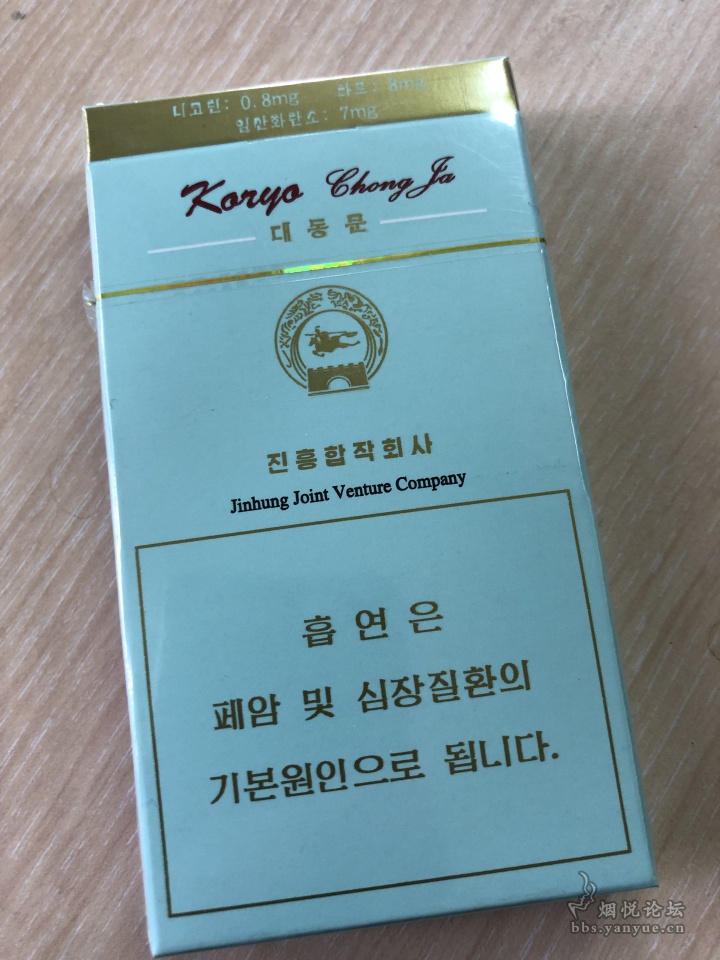 니코틴: 0.8mg 타르: 8mg
일산화탄소: 7mg
Koryo Chong Ja
대동문
진흥합작회사
Jinhung Joint Venture Company
흡연은
페암 및 심장질환의
기본원인으로 됩니다.
烟悦论坛
bbs.yanyue.cn